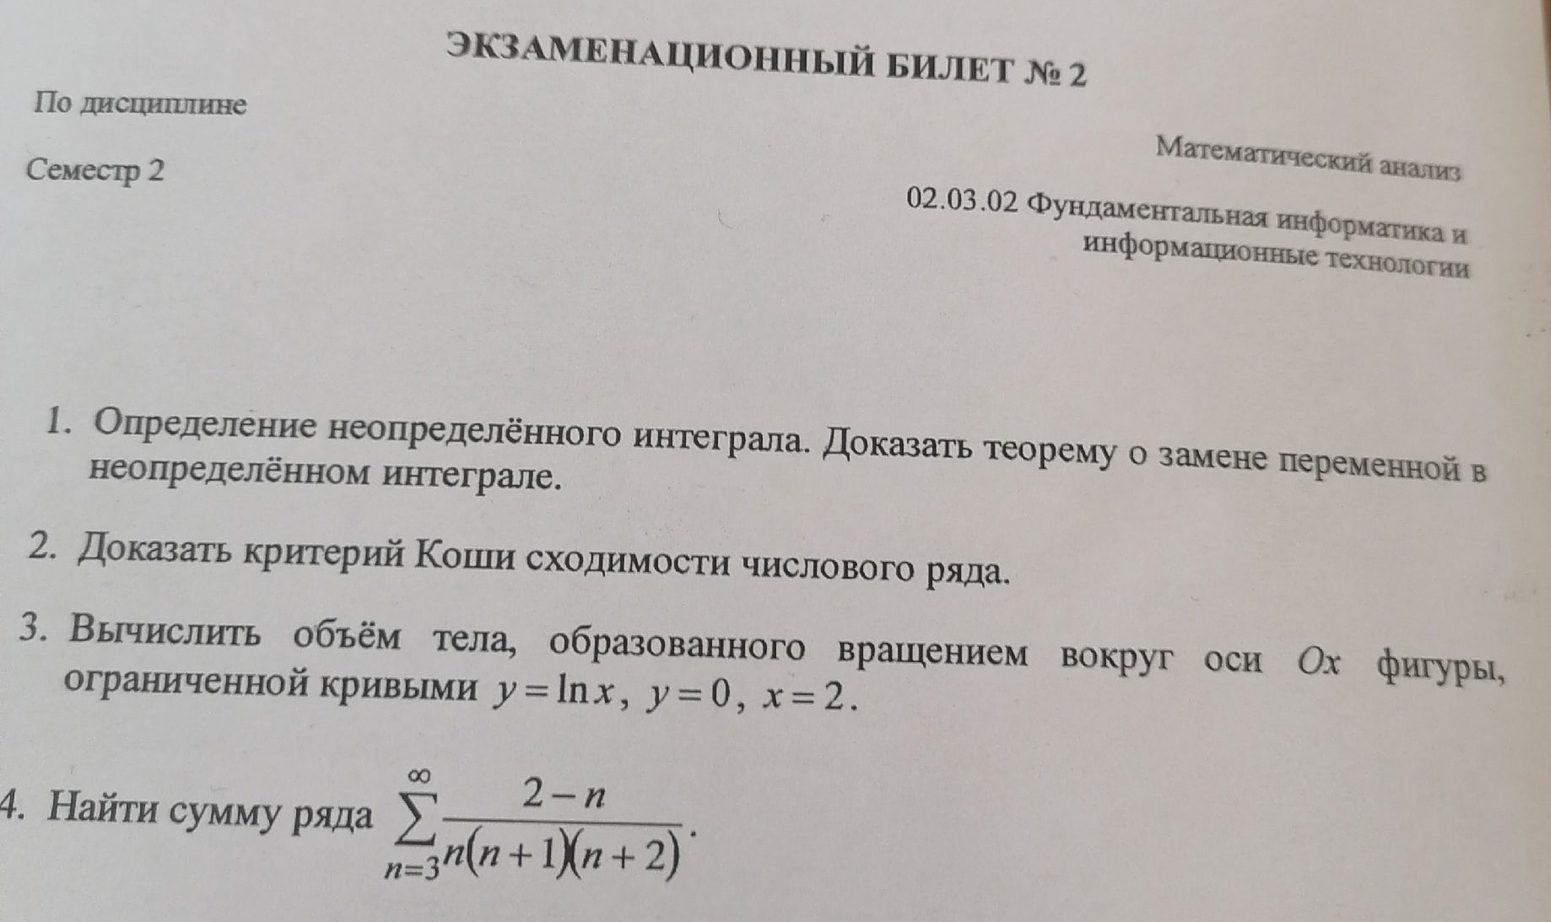 ЭКЗАМЕНАЦИОННЫЙ БИЛЕТ № 2
По дисциплине
Математический анализ
Семестр 2
02.03.02 Фундаментальная информатика и
информационные технологии
1. Определение неопределённого интеграла. Доказать теорему о замене переменной в
неопределённом интеграле.
2. Доказать критерий Коши сходимости числового ряда.
3. Вычислить объём тела, образованного вращением вокруг оси Ox фигуры,
ограниченной кривыми y = ln x, y = 0, x = 2.
4. Найти сумму ряда ∑_{n=3}^{∞} (2 − n)/(n(n + 1)(n + 2)).